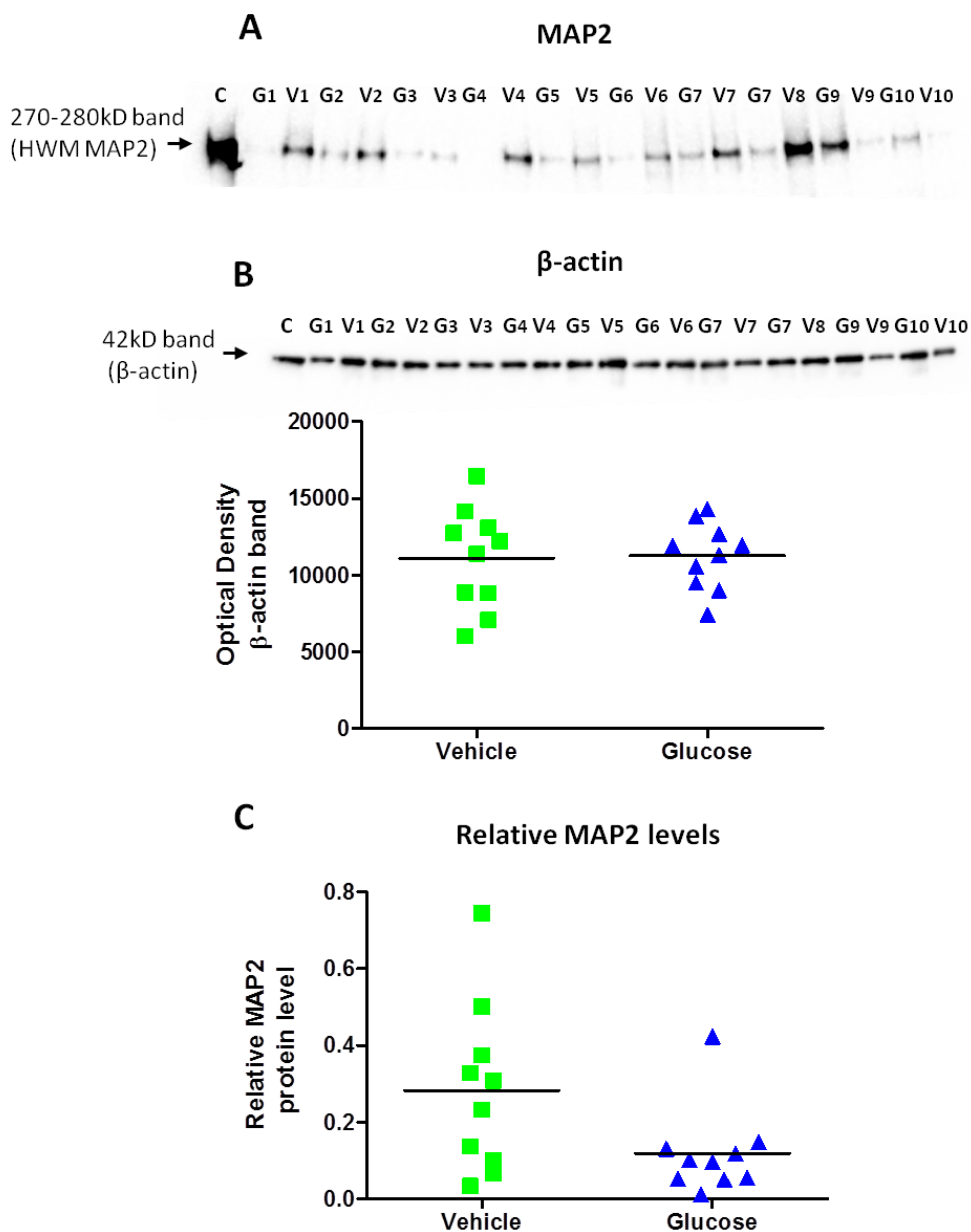 A
MAP2
C G1 V1 G2 V2 G3 V3 G4 V4 G5 V5 G6 V6 G7 V7 G7 V8 G9 V9 G10 V10
270-280kD band
(HWM MAP2)
B
β-actin
C G1 V1 G2 V2 G3 V3 G4 V4 G5 V5 G6 V6 G7 V7 G7 V8 G9 V9 G10 V10
42kD band
(β-actin)
Optical Density
β-actin band
20000
15000
10000
5000
0
Vehicle Glucose
C
Relative MAP2 levels
Relative MAP2
protein level
0.8
0.6
0.4
0.2
0.0
Vehicle Glucose